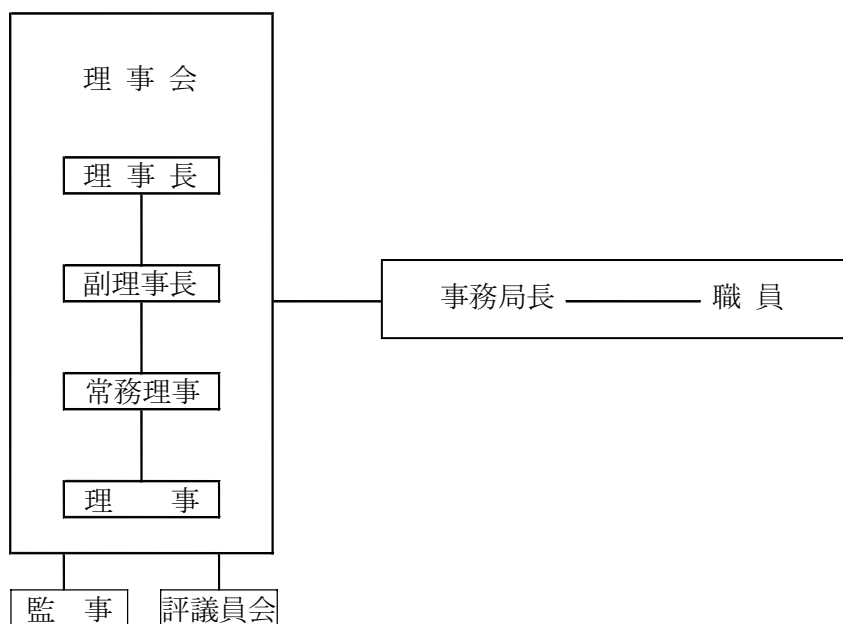 理 事 会
理 事 長
副理事長
事務局長 職 員
常務理事
理 事
監 事 評議員会